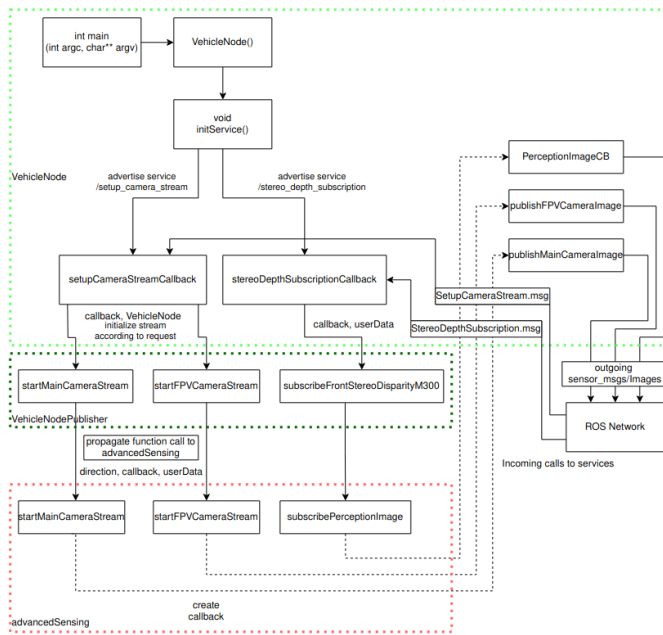 int main
(int argc, char** argv)
VehicleNode()
void
initService()
advertise service
/setup_camera_stream
advertise service
/stereo_depth_subscription
VehicleNode
PerceptionImageCB
publishFPVCameraImage
publishMainCameraImage
setupCameraStreamCallback
stereoDepthSubscriptionCallback
SetupCameraStream.msg
StereoDepthSubscription.msg
callback, VehicleNode
initialize stream
according to request
callback, userData
outgoing
sensor_msgs/Images
startMainCameraStream
startFPVCameraStream
subscribeFrontStereoDisparityM300
VehicleNodePublisher
ROS Network
propagate function call to
advancedSensing
direction, callback, userData
Incoming calls to services
startMainCameraStream
startFPVCameraStream
subscribePerceptionImage
create
callback
advancedSensing